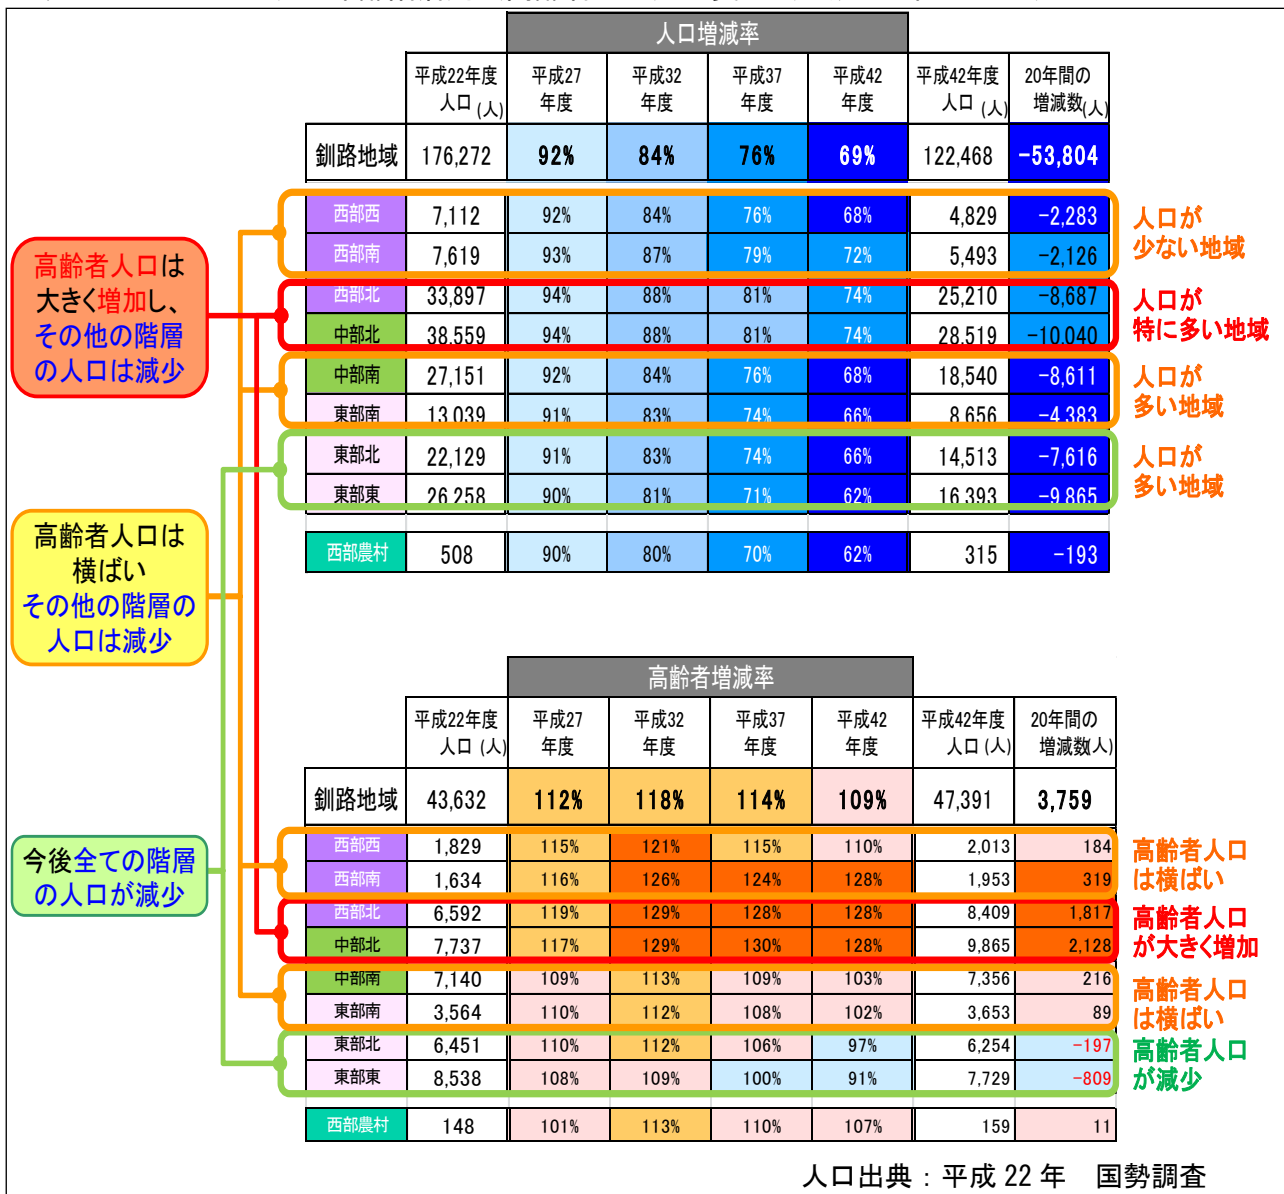 人口増減率
平成22年度人口(人) 平成27年度 平成32年度 平成37年度 平成42年度 平成42年度人口(人) 20年間の増減数(人)
釧路地域 176,272 92% 84% 76% 69% 122,468 −53,804
西部西 7,112 92% 84% 76% 68% 4,829 −2,283
西部南 7,619 93% 87% 79% 72% 5,493 −2,126
西部北 33,897 94% 88% 81% 74% 25,210 −8,687
中部北 38,559 94% 88% 81% 74% 28,519 −10,040
中部南 27,151 92% 84% 76% 68% 18,540 −8,611
東部南 13,039 91% 83% 74% 66% 8,656 −4,383
東部北 22,129 91% 83% 74% 66% 14,513 −7,616
東部東 26,258 90% 81% 71% 62% 16,393 −9,865
西部農村 508 90% 80% 70% 62% 315 −193
人口が
少ない地域
人口が
特に多い地域
人口が
多い地域
人口が
多い地域
高齢者人口は
大きく増加し、
その他の階層
の人口は減少
高齢者人口は
横ばい
その他の階層の
人口は減少
今後全ての階層
の人口が減少
高齢者増減率
平成22年度人口(人) 平成27年度 平成32年度 平成37年度 平成42年度 平成42年度人口(人) 20年間の増減数(人)
釧路地域 43,632 112% 118% 114% 109% 47,391 3,759
西部西 1,829 115% 121% 115% 110% 2,013 184
西部南 1,634 116% 126% 124% 128% 1,953 319
西部北 6,592 119% 129% 128% 128% 8,409 1,817
中部北 7,737 117% 129% 130% 128% 9,865 2,128
中部南 7,140 109% 113% 109% 103% 7,356 216
東部南 3,564 110% 112% 108% 102% 3,653 89
東部北 6,451 110% 112% 106% 97% 6,254 −197
東部東 8,538 108% 109% 100% 91% 7,729 −809
西部農村 148 101% 113% 110% 107% 159 11
高齢者人口
は横ばい
高齢者人口
が大きく増加
高齢者人口
は横ばい
高齢者人口
が減少
人口出典：平成 22 年　国勢調査